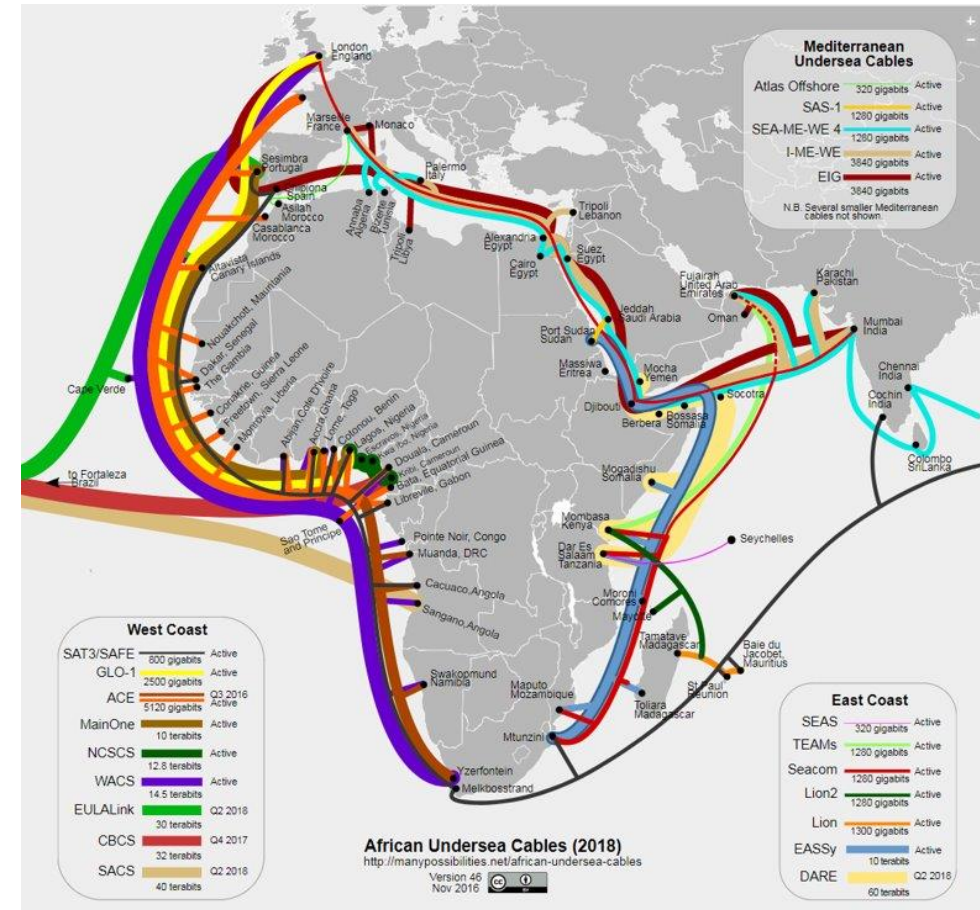 London
England
Marseille
France
Monaco
Sesimbra
Portugal
Chipiona
Spain
Asilah
Morocco
Casablanca
Morocco
Annaba
Algeria
Bizerte
Tunisia
Palermo
Italy
Tripoli
Libya
Tripoli
Lebanon
Alexandria
Egypt
Cairo
Egypt
Suez
Egypt
Altavista
Canary Islands
Jeddah
Saudi Arabia
Fujairah
United Arab
Emirates
Oman
Karachi
Pakistan
Mumbai
India
Chennai
India
Cochin
India
Colombo
SriLanka
Port Sudan
Sudan
Massiwa
Eritrea
Mocha
Yemen
Djibouti
Berbera
Bossasa
Somalia
Socotra
Nouakchott, Mauritania
Dakar, Senegal
The Gambia
Cape Verde
Conakrie, Guinea
Freetown, Sierra Leone
Monrovia, Liberia
Abijan,Cote D'Ivoire
Accra,Ghana
Lome, Togo
Cotonou, Benin
Lagos, Nigeria
Escravos, Nigeria
Kwa-Ibo, Nigeria
Douala, Cameroun
Kribi, Cameroun
Bata, Equatorial Guinea
Libreville, Gabon
to Fortaleza
Brazil
Sao Tome
and Principe
Pointe Noir, Congo
Muanda, DRC
Cacuaco,Angola
Sangano,Angola
Swakopmund
Namibia
Mogadishu
Somalia
Mombasa
Kenya
Dar Es
Salaam
Tanzania
Seychelles
Moroni
Comores
Mayotte
Tamatave
Madagascar
Baie du
Jacobet,
Mauritius
St Paul
Reunion
Maputo
Mozambique
Toliara
Madagascar
Mtunzini
Yzerfontein
Melkbosstrand
Mediterranean
Undersea Cables
Atlas Offshore 320 gigabits Active
SAS-1 1280 gigabits Active
SEA-ME-WE 4 1280 gigabits Active
I-ME-WE 3840 gigabits Active
EIG 3840 gigabits Active
N.B. Several smaller Mediterranean
cables not shown
West Coast
SAT3/SAFE 800 gigabits Active
GLO-1 2500 gigabits Active
ACE 5120 gigabits Q3 2016 Active
MainOne 10 terabits Active
NCSCS 12.8 terabits Active
WACS 14.5 terabits Active
EULALink 30 terabits Q2 2018
CBCS 32 terabits Q4 2017
SACS 40 terabits Q2 2018
East Coast
SEAS 320 gigabits Active
TEAMs 1280 gigabits Active
Seacom 1280 gigabits Active
Lion2 1280 gigabits Active
Lion 1300 gigabits Active
EASSy 10 terabits Active
DARE 60 terabits Q2 2018
African Undersea Cables (2018)
http://manypossibilities.net/african-undersea-cables
Version 46
Nov 2016
cc
BY